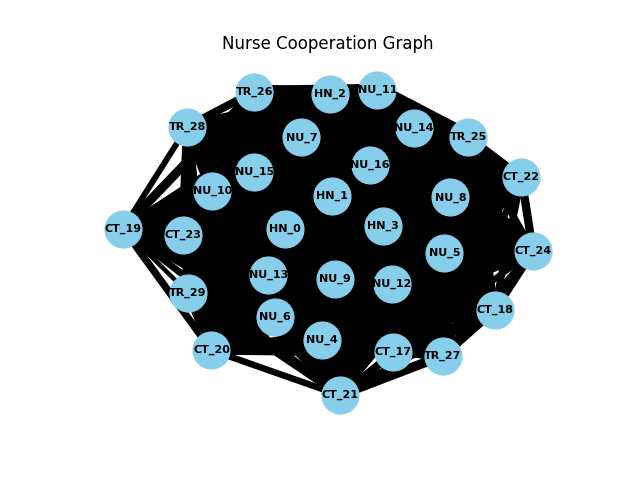 Nurse Cooperation Graph
TR_26
HN_2
NU_11
TR_28
NU_7
NU_14
TR_25
NU_15
NU_16
CT_22
NU_10
HN_1
NU_8
CT_19
CT_23
HN_0
HN_3
NU_5
CT_24
NU_13
NU_9
NU_12
TR_29
NU_6
CT_18
NU_4
CT_20
CT_17
TR_27
CT_21